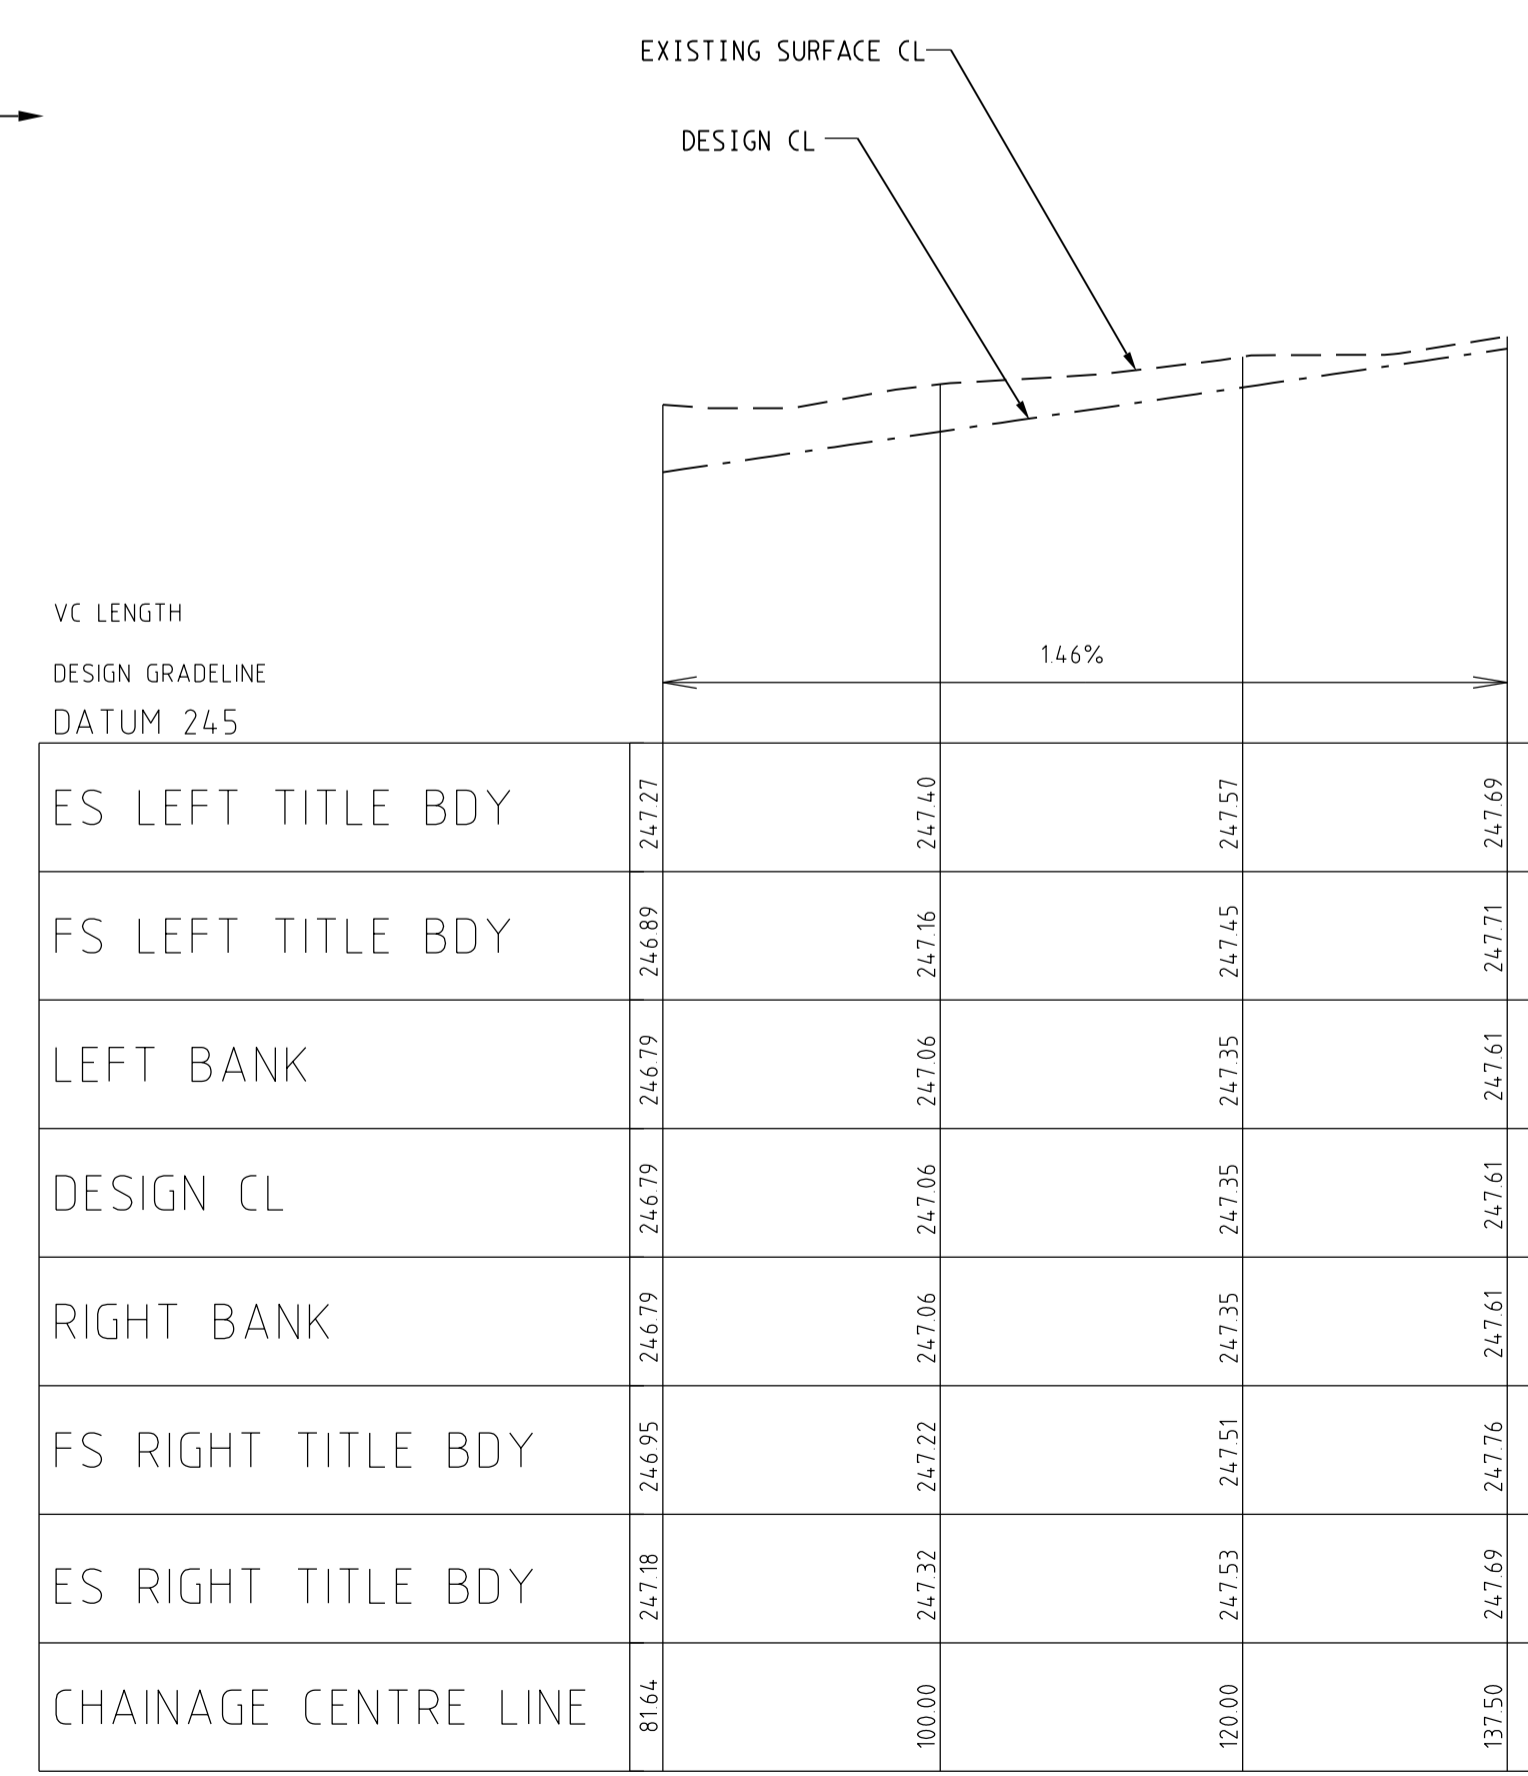 EXISTING SURFACE CL
DESIGN CL
VC LENGTH
DESIGN GRADELINE
1.46%
DATUM 245
ES LEFT TITLE BDY 247.27 247.40 247.57 247.69
FS LEFT TITLE BDY 246.89 247.16 247.45 247.71
LEFT BANK 246.79 247.06 247.35 247.61
DESIGN CL 246.79 247.06 247.35 247.61
RIGHT BANK 246.79 247.06 247.35 247.61
FS RIGHT TITLE BDY 246.95 247.22 247.51 247.76
ES RIGHT TITLE BDY 247.18 247.32 247.53 247.69
CHAINAGE CENTRE LINE 81.64 100.00 120.00 137.50